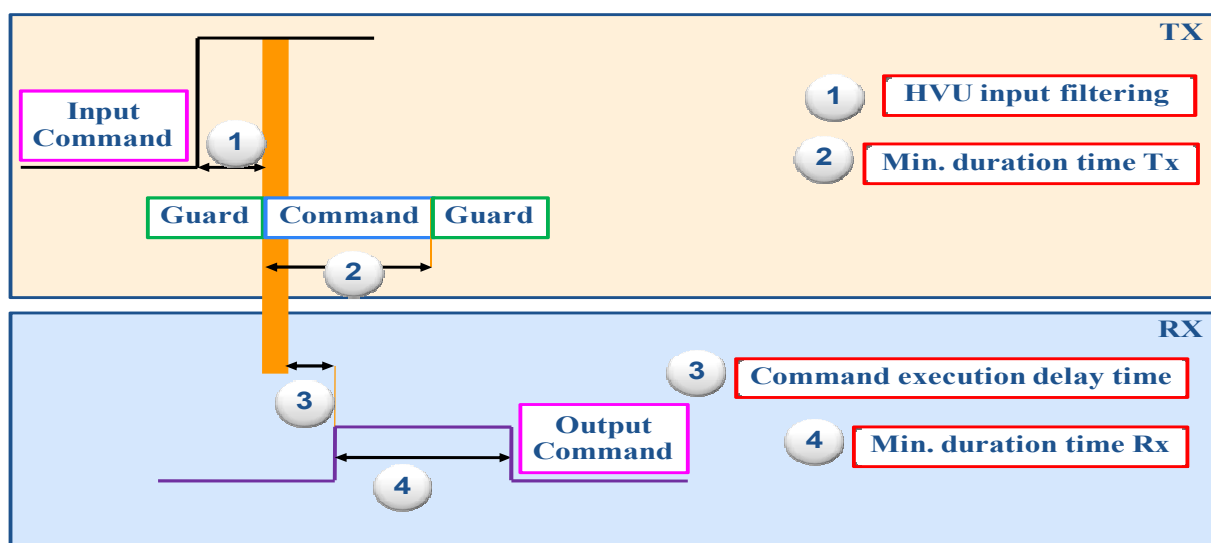 TX
Input
Command
1
1
HVU input filtering
2
Min. duration time Tx
Guard
Command
Guard
2
RX
3
3
Command execution delay time
Output
Command
4
4
Min. duration time Rx